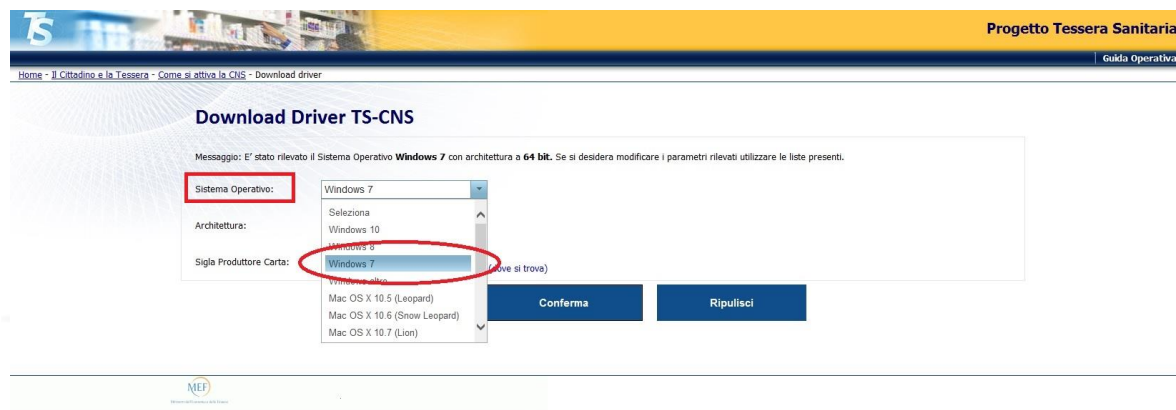 TS
Progetto Tessera Sanitaria
Guida Operativa
Home - Il Cittadino e la Tessera - Come si attiva la CNS - Download driver
Download Driver TS-CNS
Messaggio: E' stato rilevato il Sistema Operativo Windows 7 con architettura a 64 bit. Se si desidera modificare i parametri rilevati utilizzare le liste presenti.
Sistema Operativo: Windows 7
Seleziona
Architettura: Windows 10
Windows 8
Sigla Produttore Carta: Windows 7 (dove si trova)
Windows altro
Mac OS X 10.5 (Leopard) Conferma Ripulisci
Mac OS X 10.6 (Snow Leopard)
Mac OS X 10.7 (Lion)
MEF